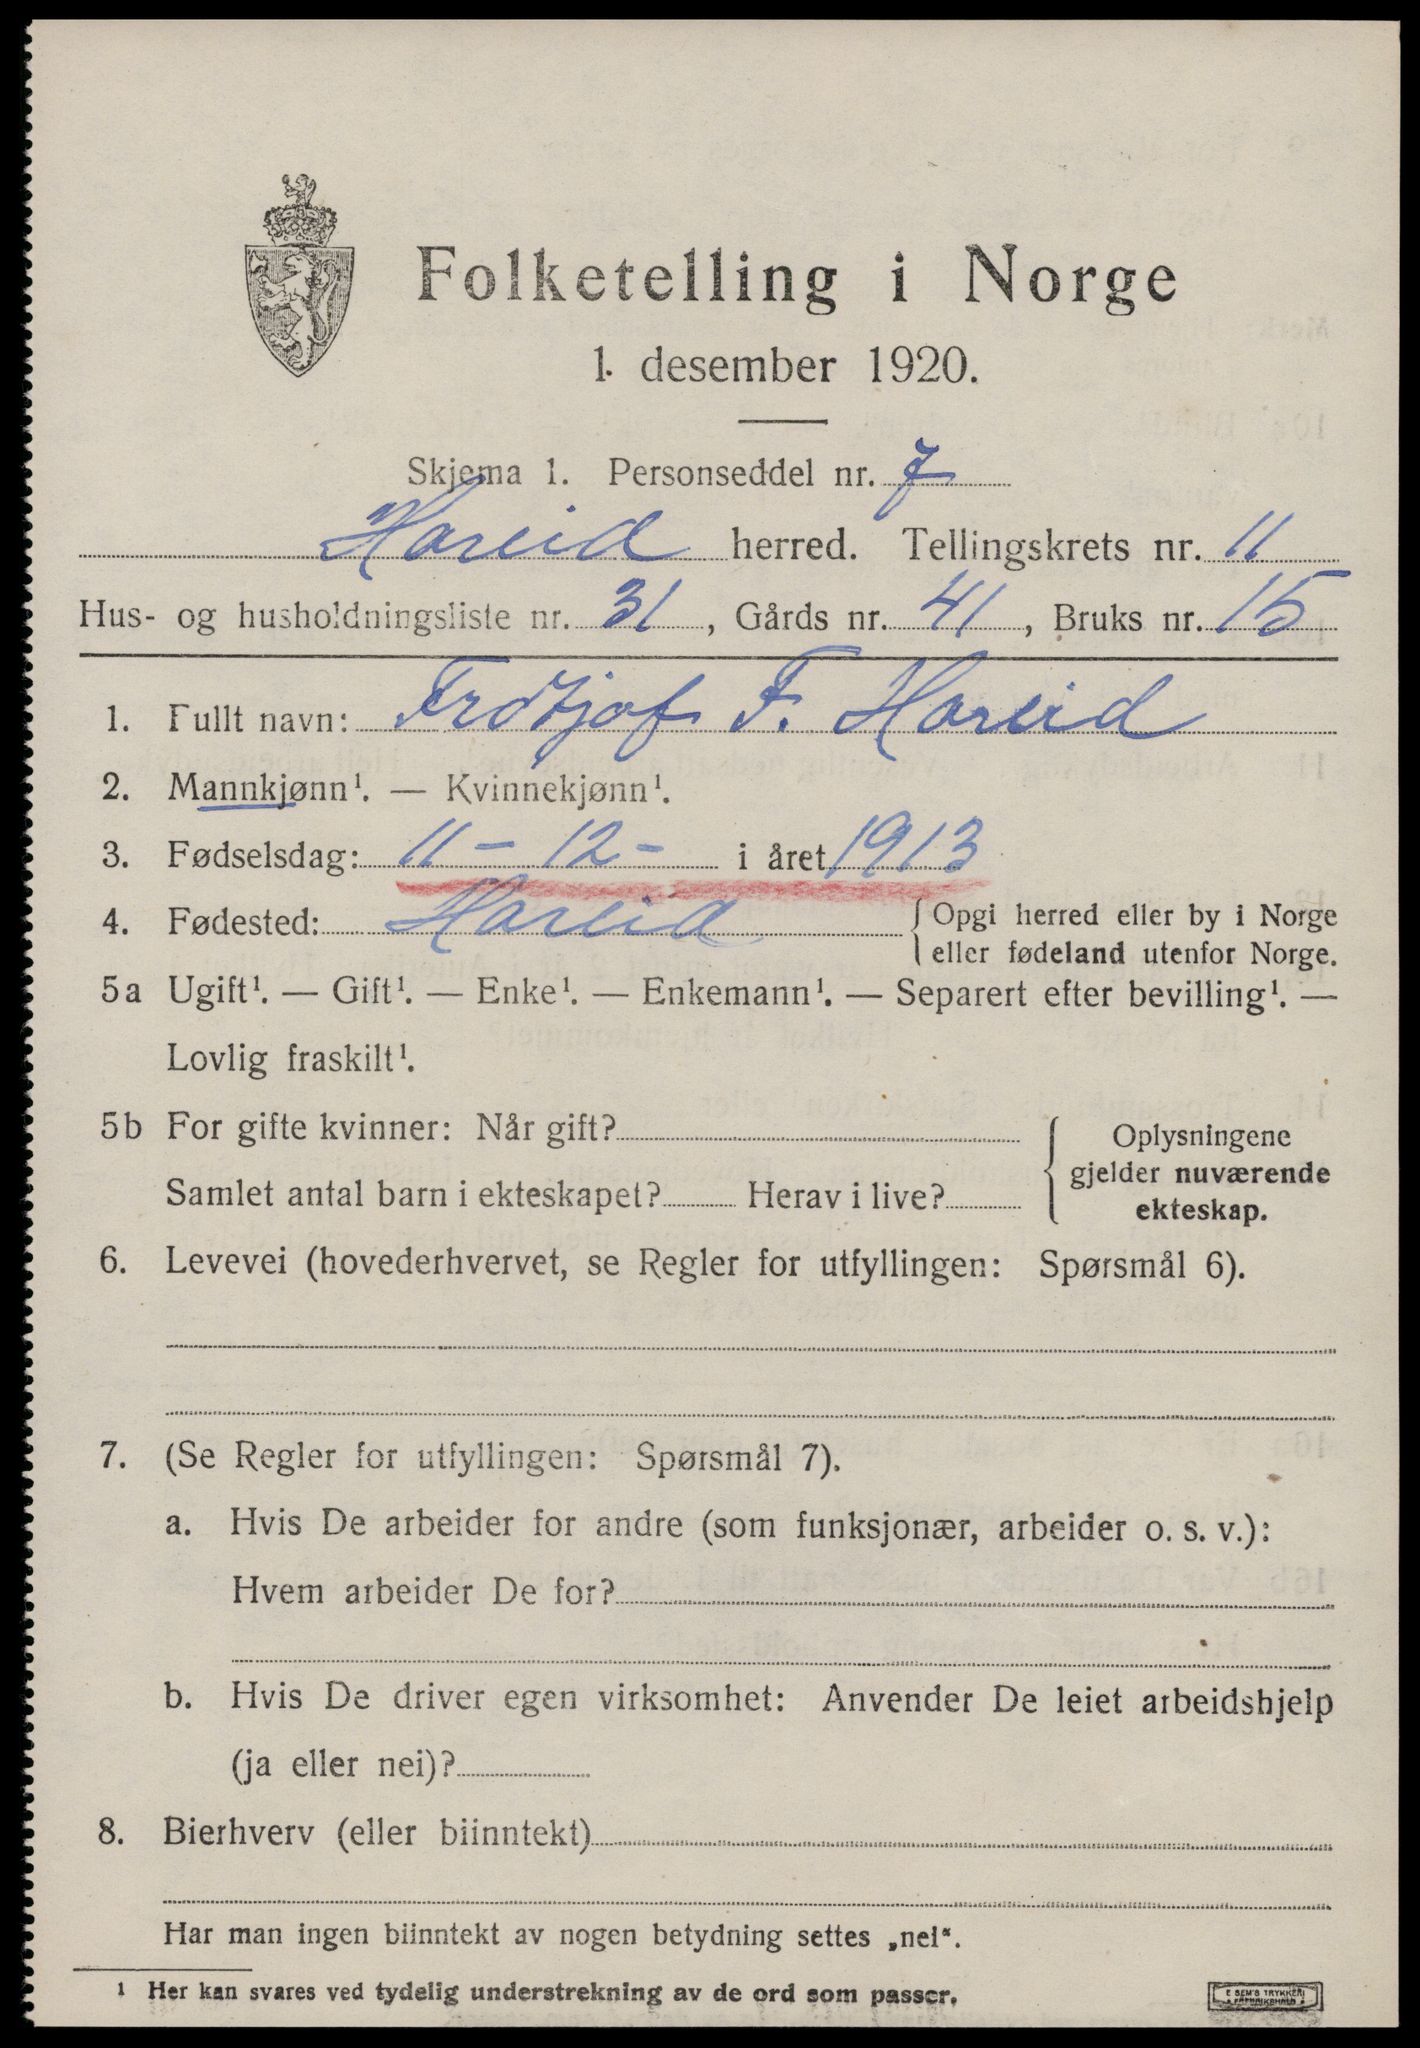 Folketelling i Norge
1. desember 1920.
Skjema 1. Personseddel nr. 7
Hareid herred. Tellingskrets nr. 11
Hus- og husholdningsliste nr. 31, Gårds nr. 41, Bruks nr. 15
1. Fullt navn: F. Hareid
2. Mannkjønn¹. — Kvinnekjønn¹.
3. Fødselsdag: 11 - 12 - i året 1913
4. Fødested: Hareid { Opgi herred eller by i Norge
eller fødeland utenfor Norge.
5a Ugift¹. — Gift¹. — Enke¹. — Enkemann¹. — Separert efter bevilling¹. —
Lovlig fraskilt¹.
5b For gifte kvinner: Når gift?
Samlet antal barn i ekteskapet? Herav i live?
{ Oplysningene
gjelder nuværende
ekteskap.
6. Levevei (hovederhvervet, se Regler for utfyllingen: Spørsmål 6).
7. (Se Regler for utfyllingen: Spørsmål 7).
a. Hvis De arbeider for andre (som funksjonær, arbeider o. s. v.):
Hvem arbeider De for?
b. Hvis De driver egen virksomhet: Anvender De leiet arbeidshjelp
(ja eller nei)?
8. Bierhverv (eller biinntekt)
Har man ingen biinntekt av nogen betydning settes „nei“.
¹ Her kan svares ved tydelig understrekning av de ord som passer.
E SEM'S TRYKKERI
FREDRIKSHALD